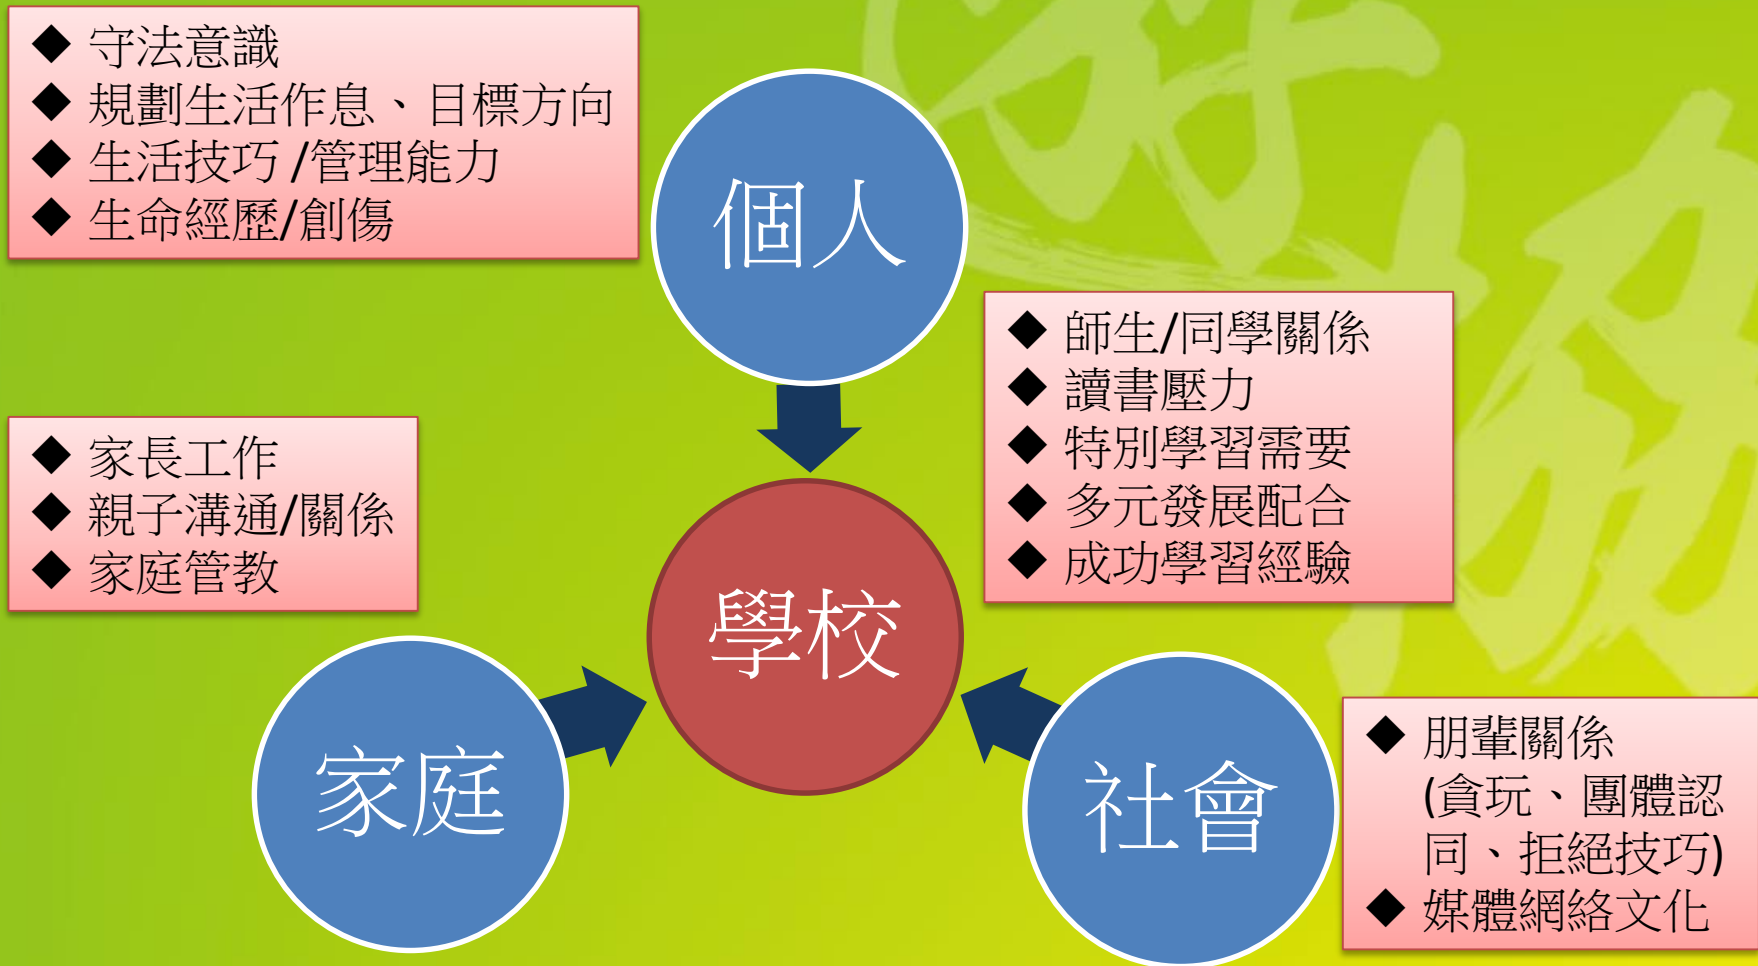 ◆ 守法意識
◆ 規劃生活作息、目標方向
◆ 生活技巧 /管理能力
◆ 生命經歷/創傷
個人
◆ 師生/同學關係
◆ 讀書壓力
◆ 特別學習需要
◆ 多元發展配合
◆ 成功學習經驗
◆ 家長工作
◆ 親子溝通/關係
◆ 家庭管教
學校
家庭
社會
◆ 朋輩關係
(貪玩、團體認
同、拒絕技巧)
◆ 媒體網絡文化